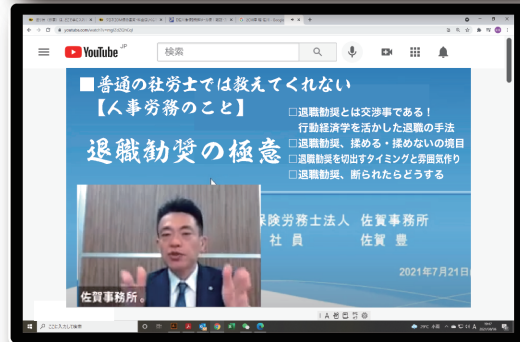 YouTube JP
検索
■普通の社労士では教えてくれない
【人事労務のこと】
退職勧奨の極意
□退職勧奨とは交渉事である！
行動経済学を活かした退職の手法
□退職勧奨、揉める・揉めないの境目
□退職勧奨を切出すタイミングと雰囲気作り
□退職勧奨、断られたらどうする
保険労務士法人 佐賀事務所
社員 佐賀 豊
2021年7月21日
佐賀事務所
ここに入力して検索